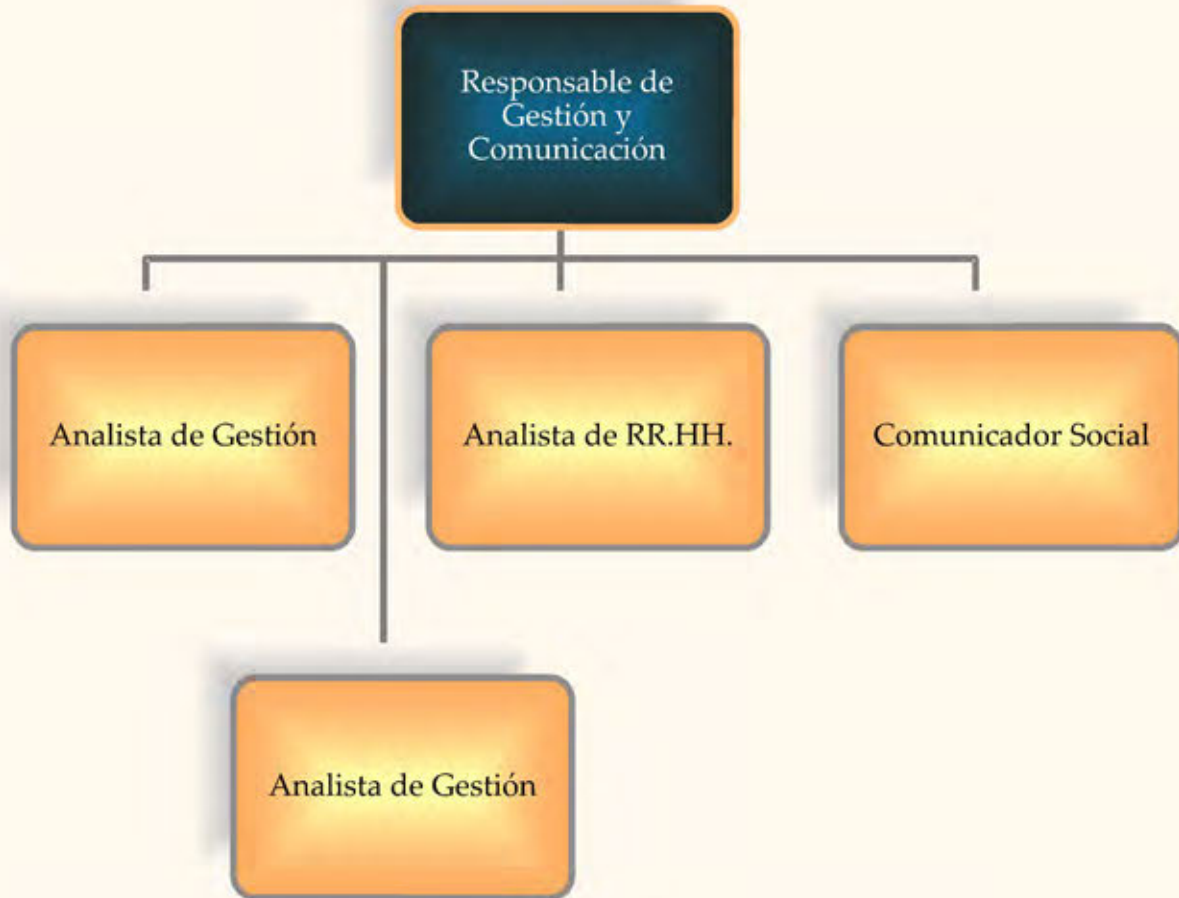 Responsable de
Gestión y
Comunicación
Analista de Gestión
Analista de RR.HH.
Comunicador Social
Analista de Gestión